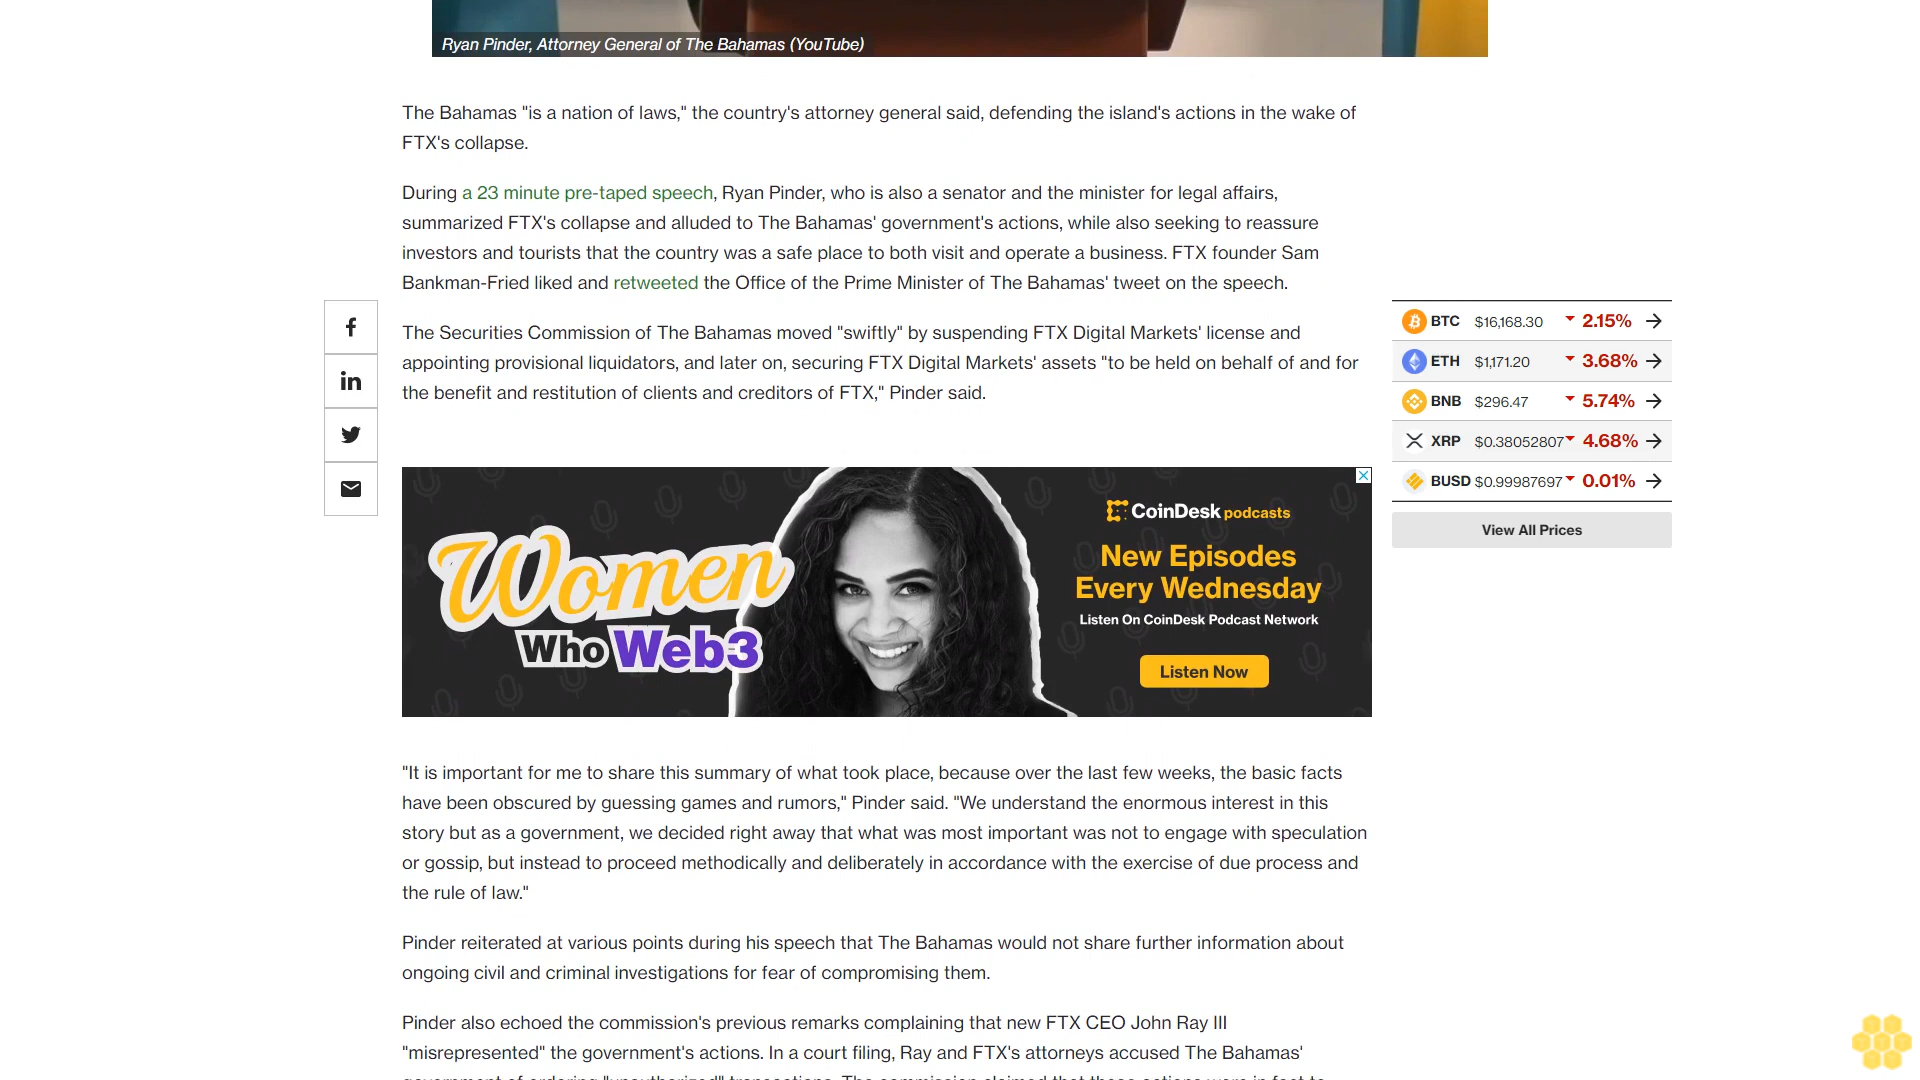 Ryan Pinder, Attorney General of The Bahamas (YouTube)
The Bahamas "is a nation of laws," the country's attorney general said, defending the island's actions in the wake of
FTX's collapse.
During a 23 minute pre-taped speech, Ryan Pinder, who is also a senator and the minister for legal affairs,
summarized FTX's collapse and alluded to The Bahamas' government's actions, while also seeking to reassure
investors and tourists that the country was a safe place to both visit and operate a business. FTX founder Sam
Bankman-Fried liked and retweeted the Office of the Prime Minister of The Bahamas' tweet on the speech.
The Securities Commission of The Bahamas moved "swiftly" by suspending FTX Digital Markets' license and
appointing provisional liquidators, and later on, securing FTX Digital Markets' assets "to be held on behalf of and for
the benefit and restitution of clients and creditors of FTX," Pinder said.
BTC $16,168.30 2.15%
ETH $1,171.20 3.68%
BNB $296.47 5.74%
XRP $0.38052807 4.68%
BUSD $0.99987697 0.01%
View All Prices
Women
Who Web3
CoinDesk podcasts
New Episodes
Every Wednesday
Listen On CoinDesk Podcast Network
Listen Now
"It is important for me to share this summary of what took place, because over the last few weeks, the basic facts
have been obscured by guessing games and rumors," Pinder said. "We understand the enormous interest in this
story but as a government, we decided right away that what was most important was not to engage with speculation
or gossip, but instead to proceed methodically and deliberately in accordance with the exercise of due process and
the rule of law."
Pinder reiterated at various points during his speech that The Bahamas would not share further information about
ongoing civil and criminal investigations for fear of compromising them.
Pinder also echoed the commission's previous remarks complaining that new FTX CEO John Ray III
"misrepresented" the government's actions. In a court filing, Ray and FTX's attorneys accused The Bahamas'
government of ordering "unauthorized" transactions. The commission claimed that these actions were in fact to